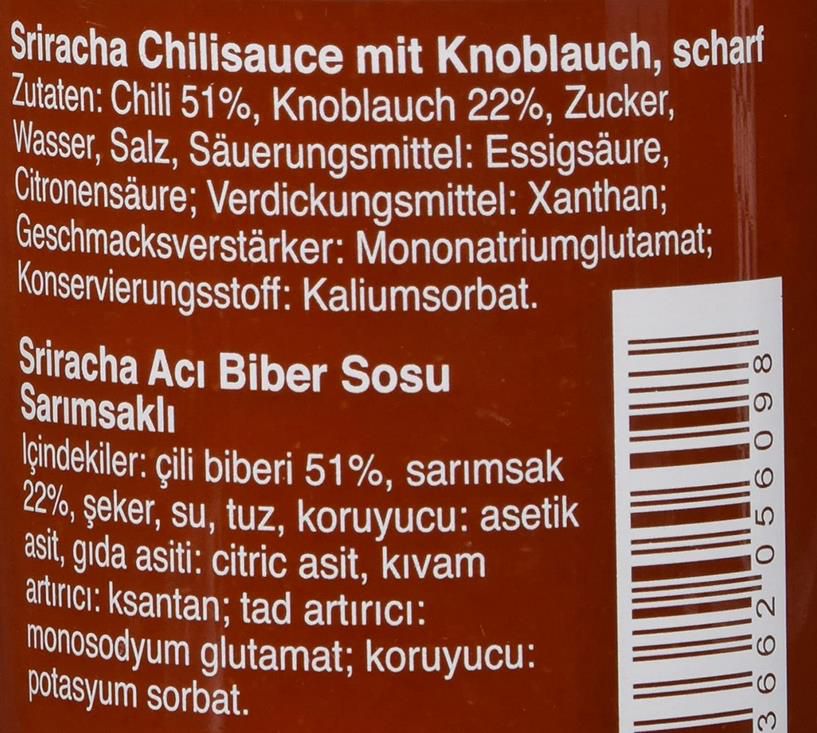 Sriracha Chilisauce mit Knoblauch, scharf
Zutaten: Chili 51%, Knoblauch 22%, Zucker,
Wasser, Salz, Säuerungsmittel: Essigsäure,
Citronensäure; Verdickungsmittel: Xanthan;
Geschmacksverstärker: Mononatriumglutamat;
Konservierungsstoff: Kaliumsorbat.
Sriracha Acı Biber Sosu
Sarımsaklı
İçindekiler: çili biberi 51%, sarımsak
22%, şeker, su, tuz, koruyucu: asetik
asit, gıda asiti: citric asit, kıvam
artırıcı: ksantan; tad artırıcı:
monosodyum glutamat; koruyucu:
potasyum sorbat.
3662056098